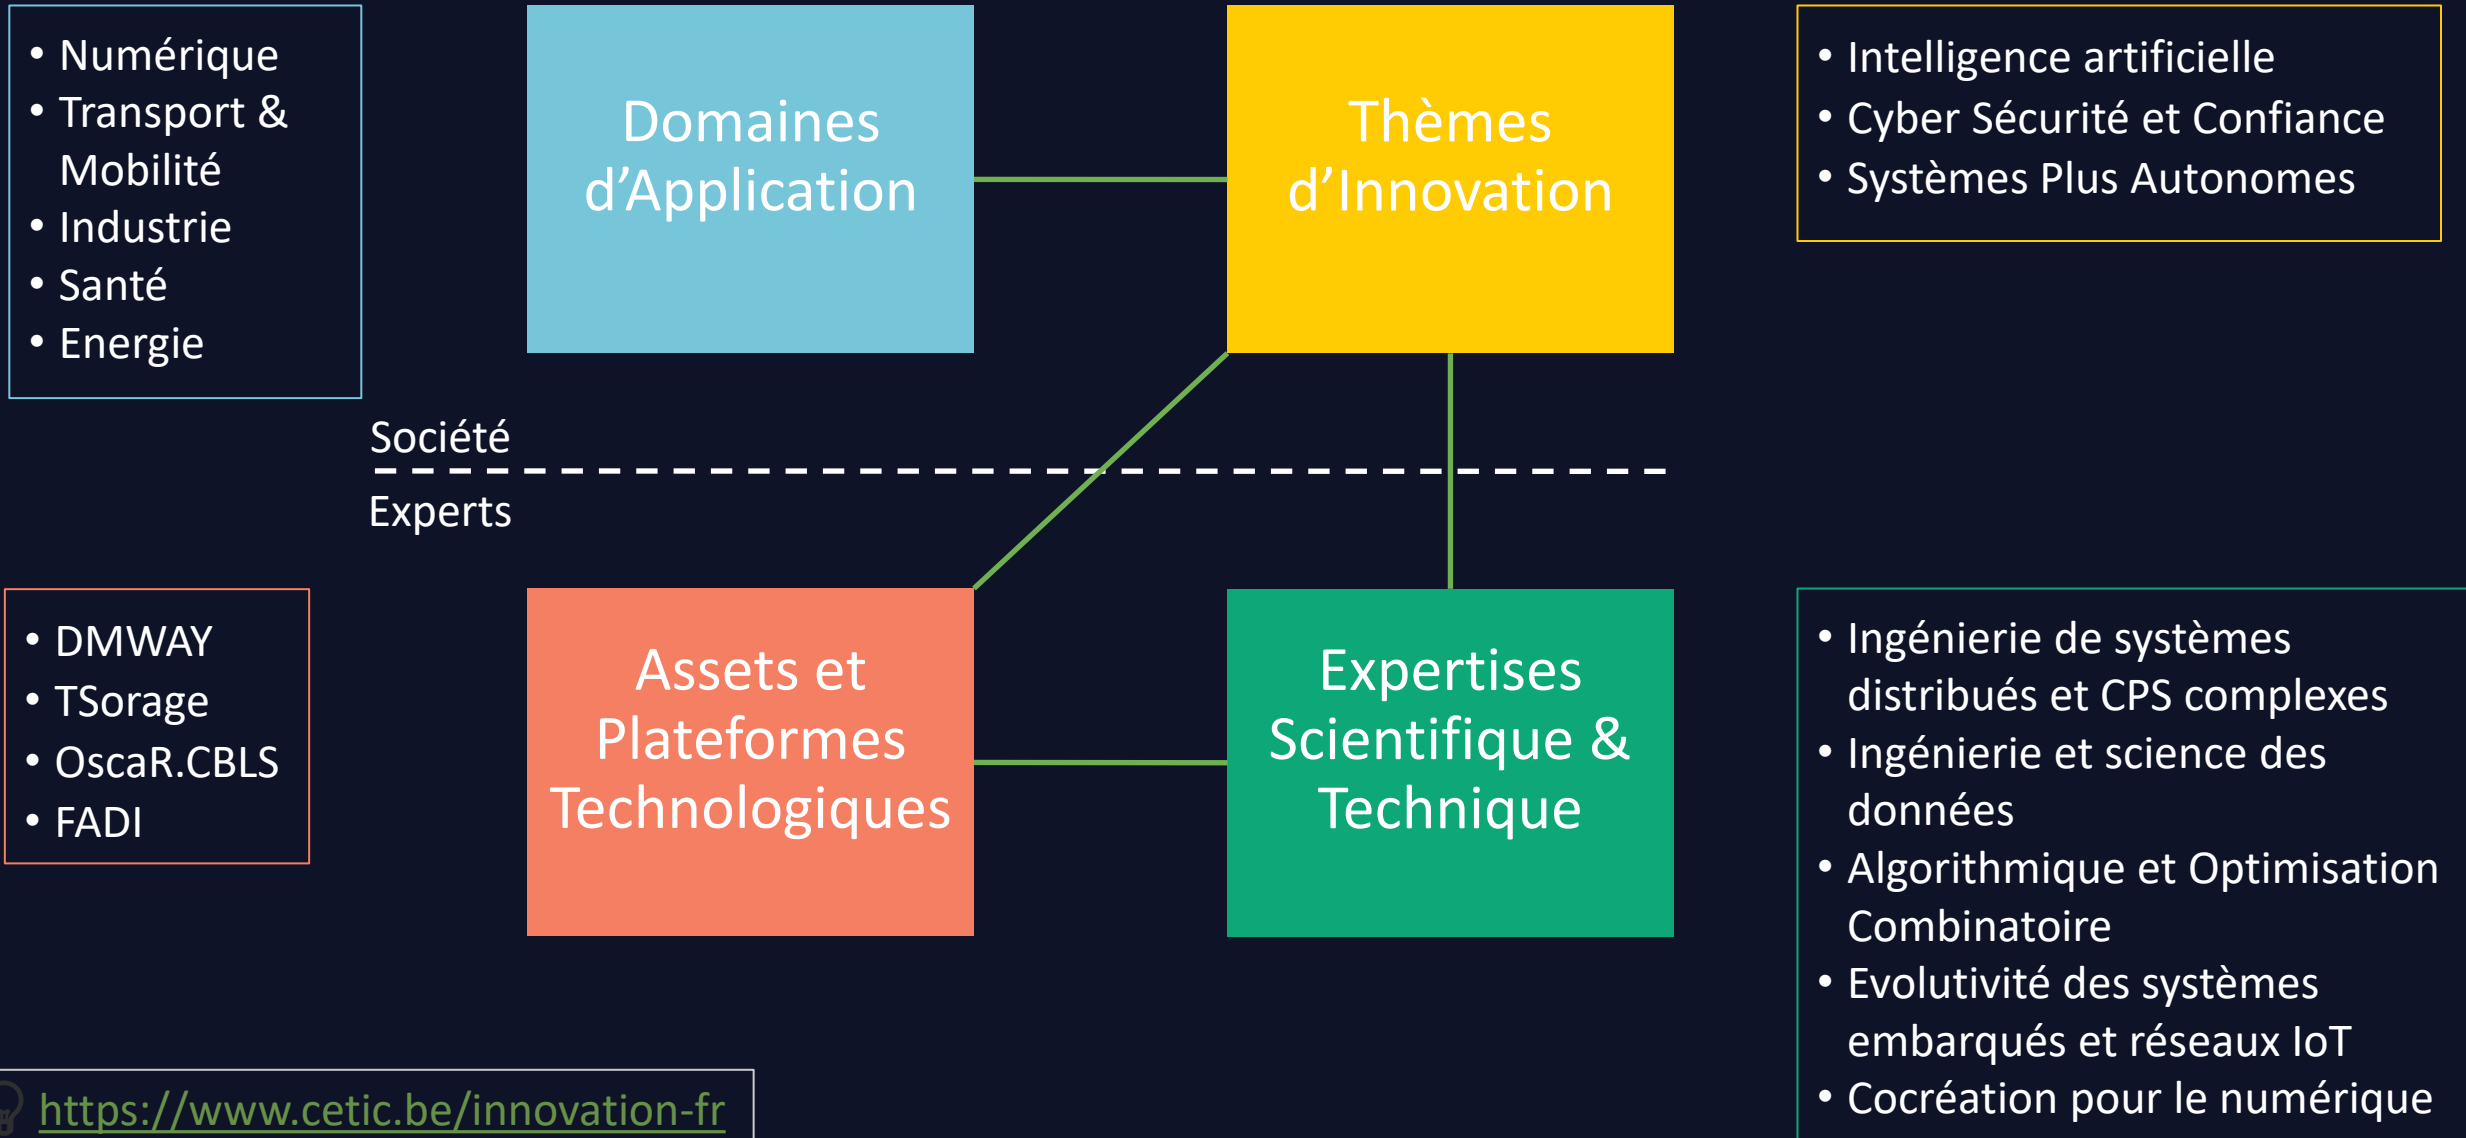 • Numérique
• Transport &
Mobilité
• Industrie
• Santé
• Energie
Domaines
d’Application
Thèmes
d’Innovation
• Intelligence artificielle
• Cyber Sécurité et Confiance
• Systèmes Plus Autonomes
Société
Experts
• DMWAY
• TSorage
• OscaR.CBLS
• FADI
Assets et
Plateformes
Technologiques
Expertises
Scientifique &
Technique
• Ingénierie de systèmes
distribués et CPS complexes
• Ingénierie et science des
données
• Algorithmique et Optimisation
Combinatoire
• Evolutivité des systèmes
embarqués et réseaux IoT
• Cocréation pour le numérique
https://www.cetic.be/innovation-fr